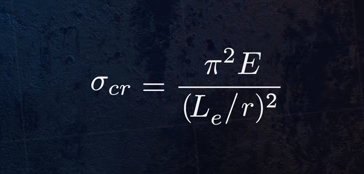 σ_cr = π²E / (L_e/r)²